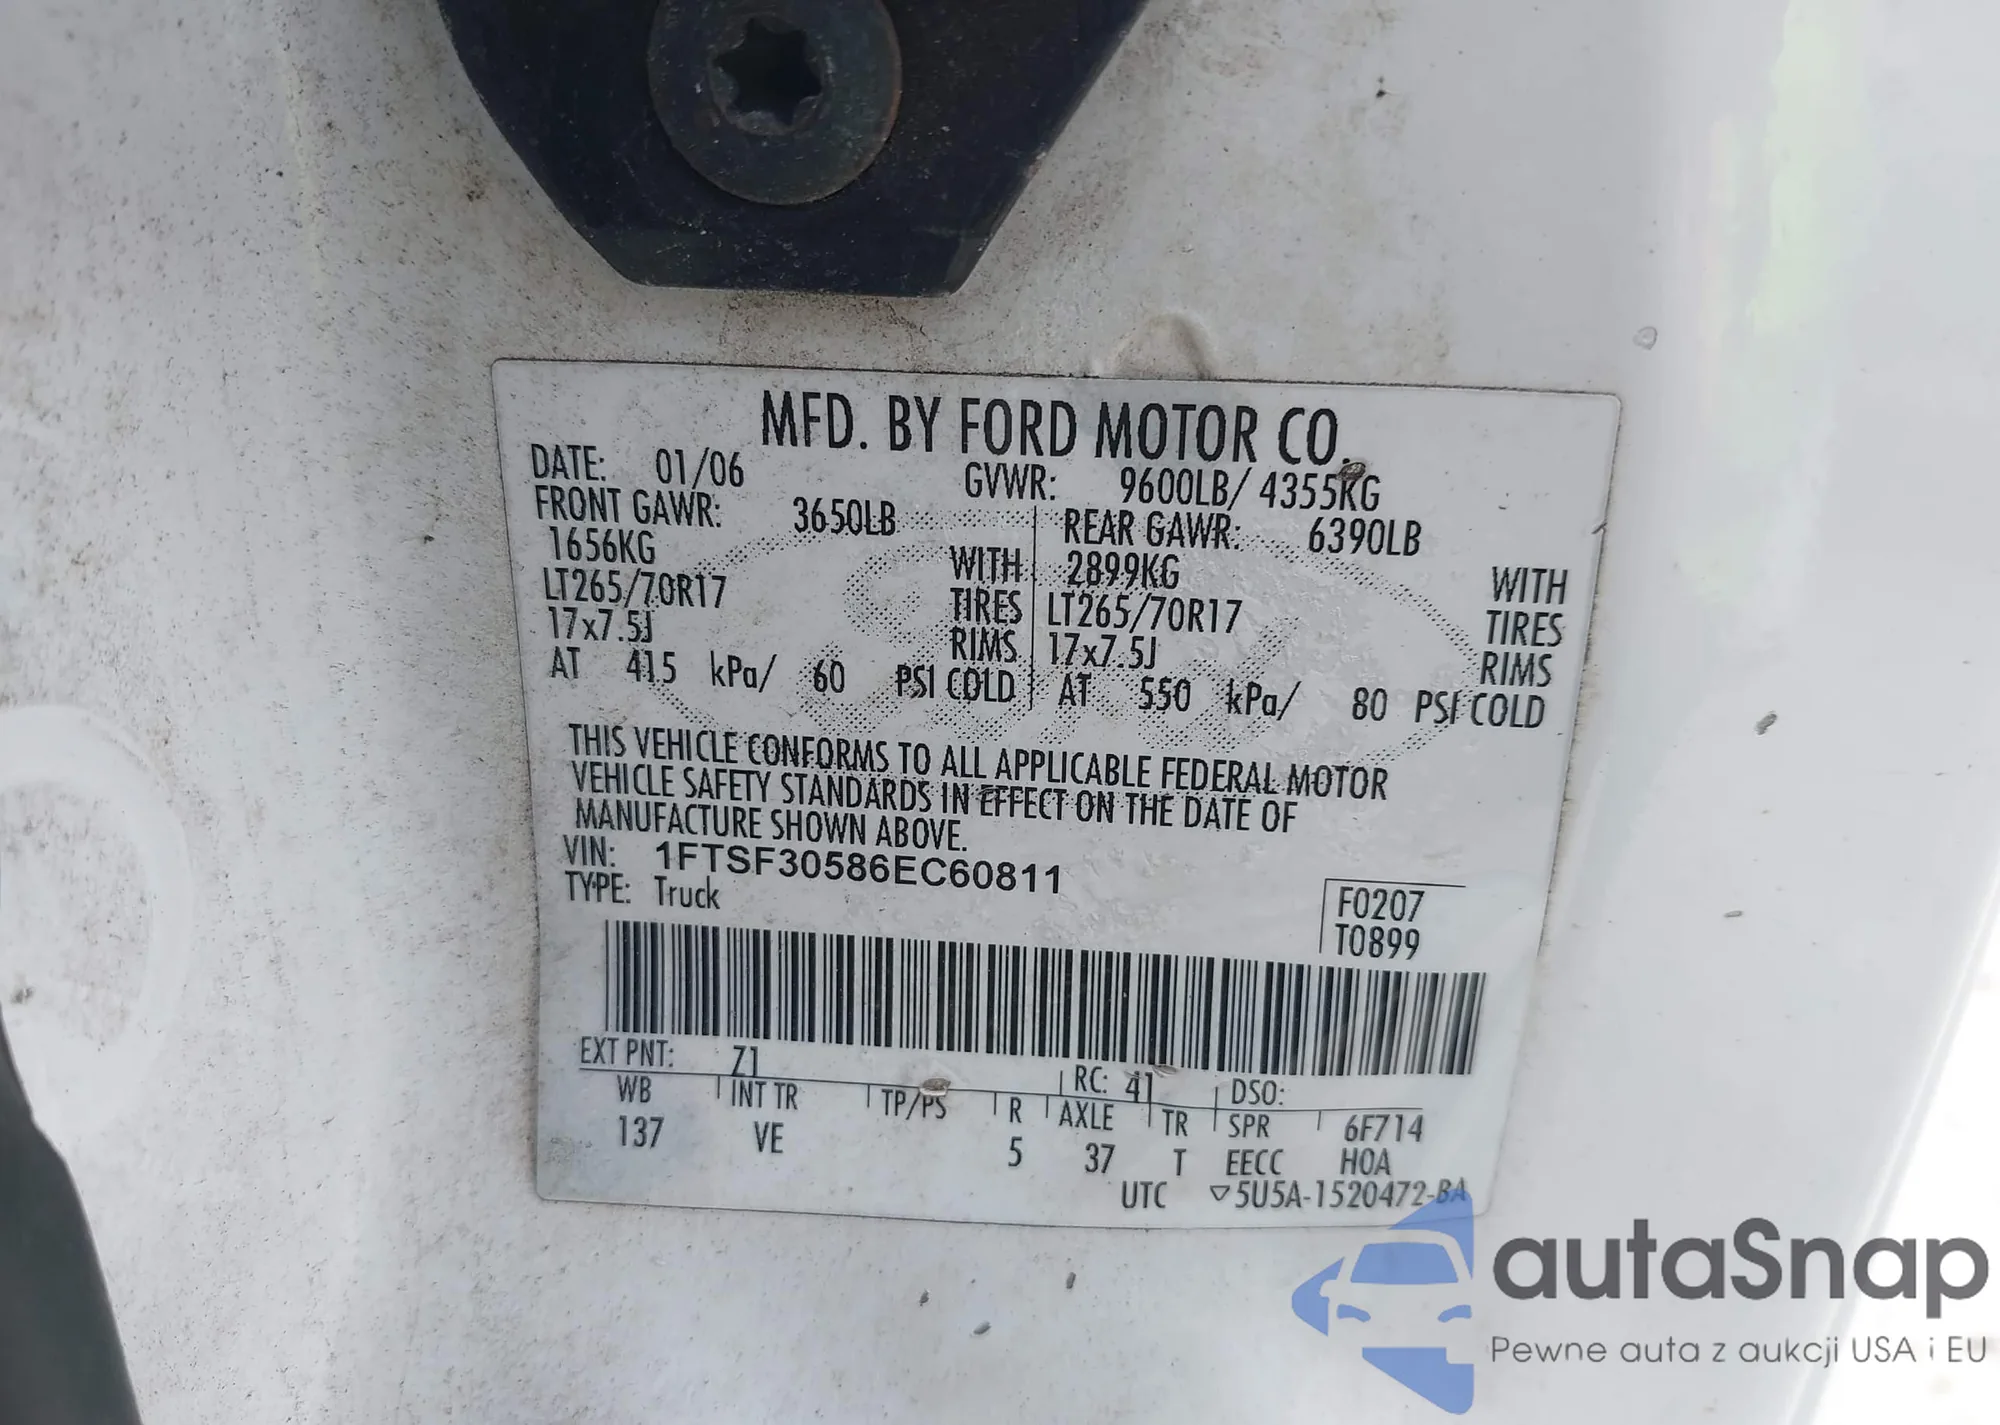 MFD. BY FORD MOTOR CO.
DATE: 01/06 GVWR: 9600LB/ 4355KG
FRONT GAWR: 3650LB REAR GAWR: 6390LB
1656KG WITH 2899KG WITH
LT265/70R17 TIRES LT265/70R17 TIRES
17x7.5J RIMS 17x7.5J RIMS
AT 415 kPa/ 60 PSI COLD AT 550 kPa/ 80 PSI COLD
THIS VEHICLE CONFORMS TO ALL APPLICABLE FEDERAL MOTOR
VEHICLE SAFETY STANDARDS IN EFFECT ON THE DATE OF
MANUFACTURE SHOWN ABOVE.
VIN: 1FTSF30586EC60811
TYPE: Truck
F0207
T0899
EXT PNT: Z1 RC: 41 DSO:
WB INT TR TP/PS R AXLE TR SPR 6F714
137 VE 5 37 T EECC H0A
UTC ▽5U5A-1520472-BA
autaSnap
Pewne auta z aukcji USA i EU